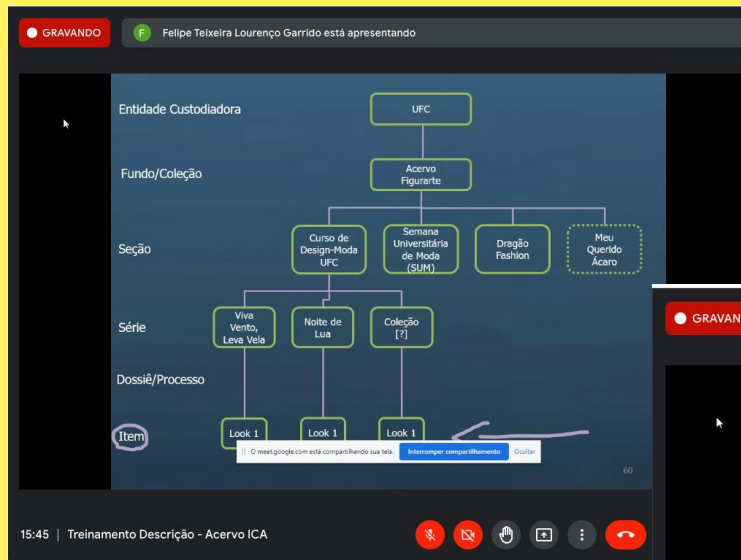 GRAVANDO
F
Felipe Teixeira Lourenço Garrido está apresentando
Entidade Custodiadora
UFC
Fundo/Coleção
Acervo
Figurarte
Seção
Curso de
Design-Moda
UFC
Semana
Universitária
de Moda
(SUM)
Dragão
Fashion
Meu
Querido
Ácaro
Série
Viva
Vento,
Leva Vela
Noite de
Lua
Coleção
[?]
Dossiê/Processo
Item
Look 1
Look 1
Look 1
O meet.google.com está compartilhando sua tela.
Interromper compartilhamento
Ocultar
60
15:45 | Treinamento Descrição - Acervo ICA
GRAVAN